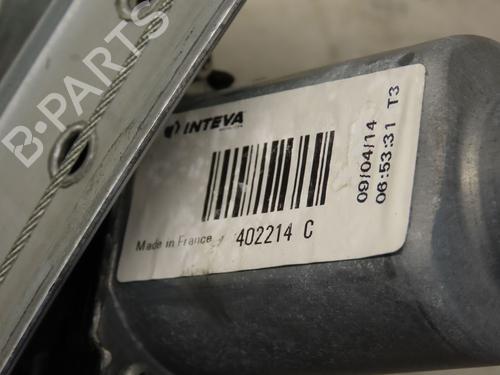 B-PARTS
INTEVA
Made in France
402214 C
09/04/14
06:53:31 T3